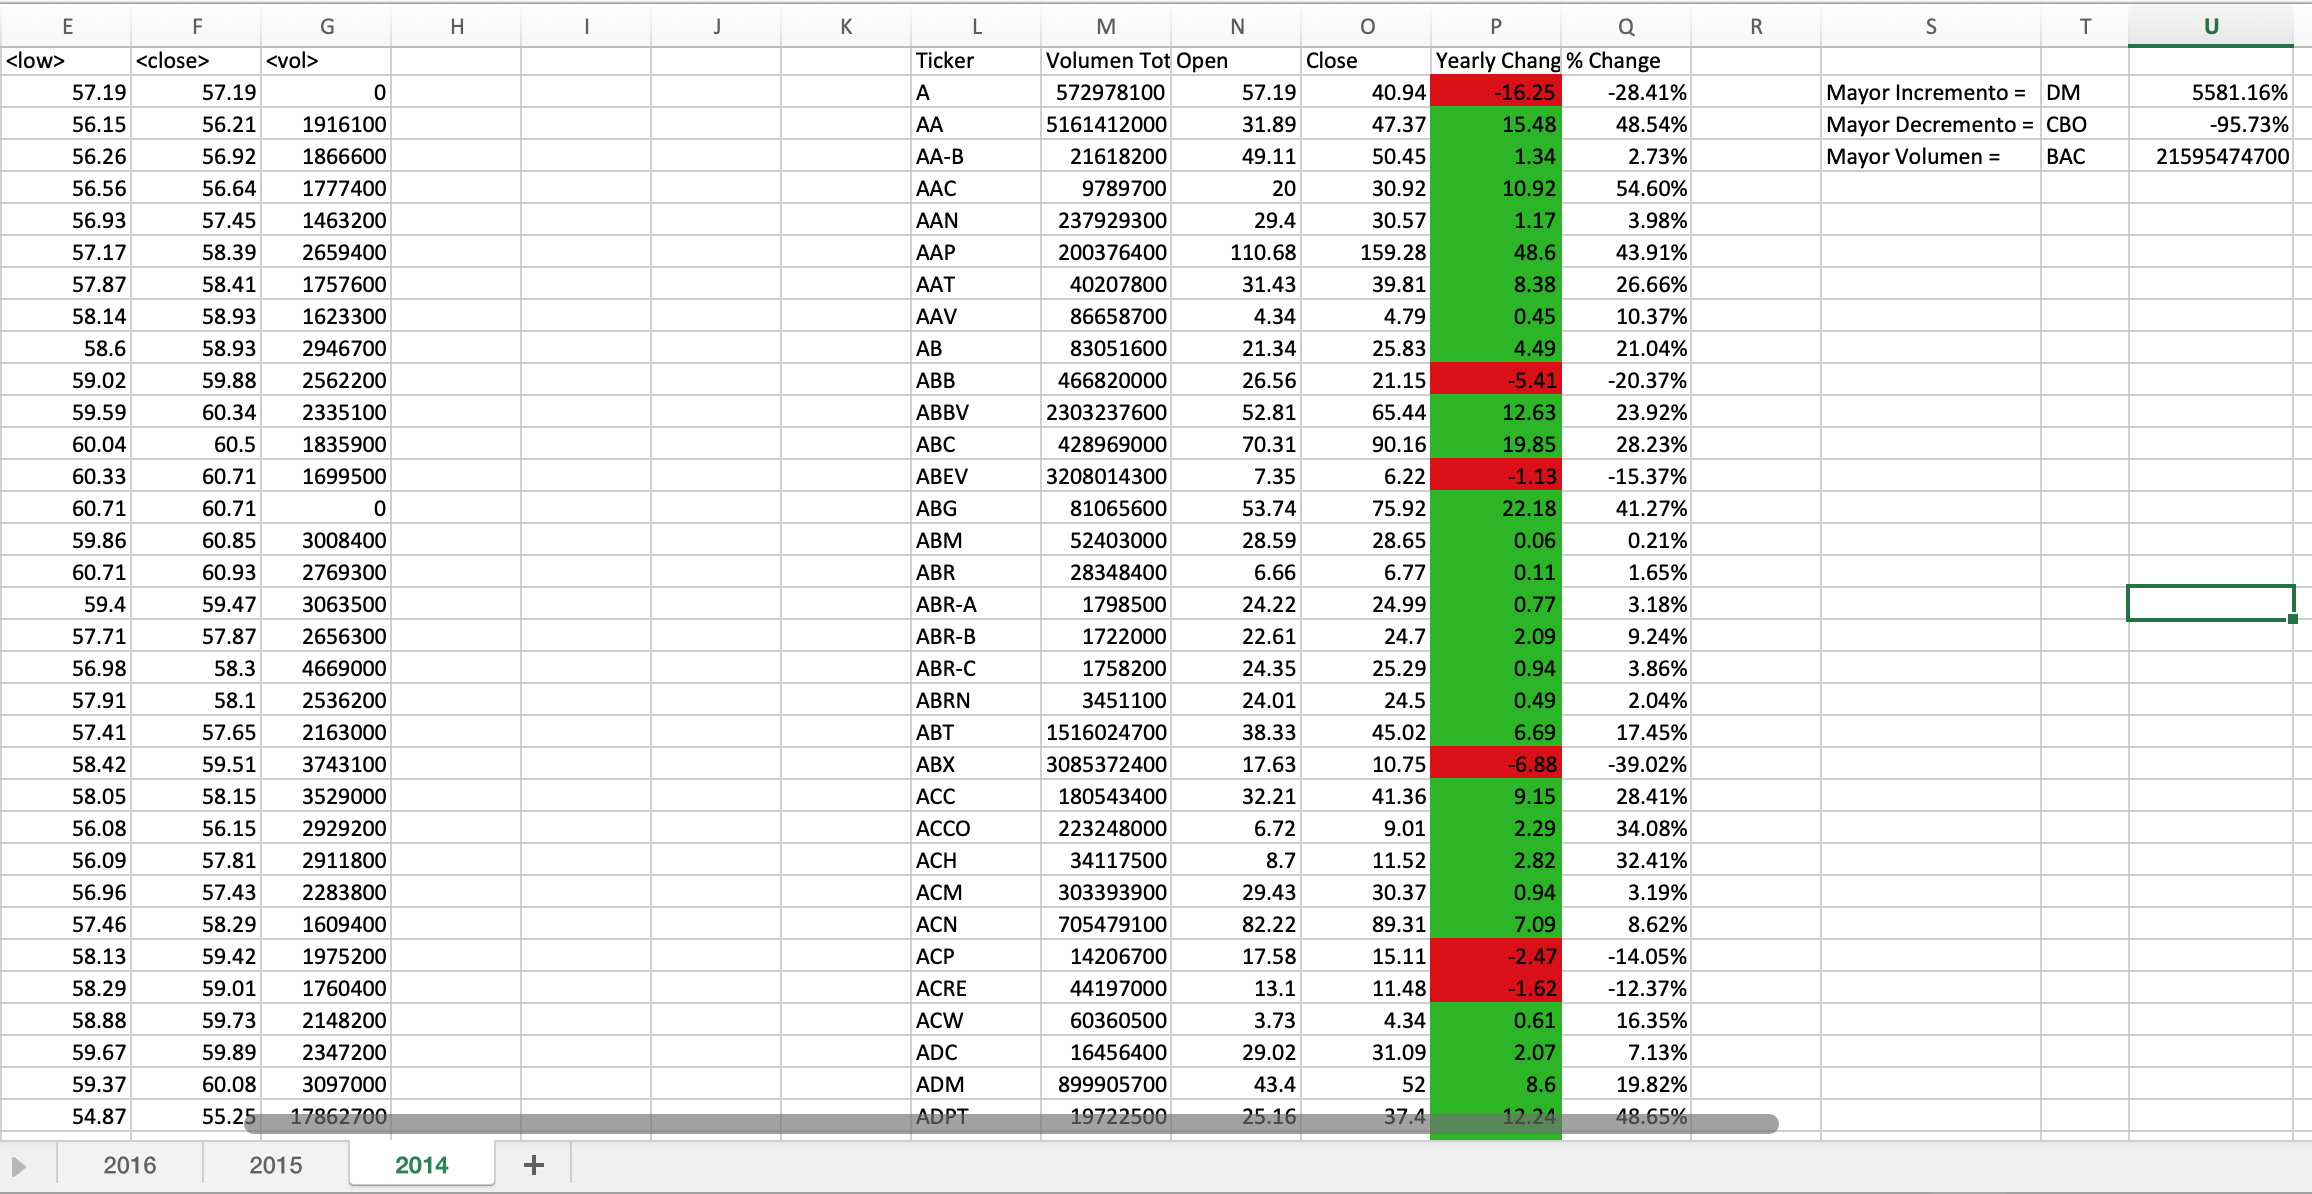 E F G H I J K L M N O P Q R S T U
<low> <close> <vol> Ticker Volumen Tot Open Close Yearly Chang % Change
57.19 57.19 0 A 572978100 57.19 40.94 -16.25 -28.41% Mayor Incremento = DM 5581.16%
56.15 56.21 1916100 AA 5161412000 31.89 47.37 15.48 48.54% Mayor Decremento = CBO -95.73%
56.26 56.92 1866600 AA-B 21618200 49.11 50.45 1.34 2.73% Mayor Volumen = BAC 21595474700
56.56 56.64 1777400 AAC 9789700 20 30.92 10.92 54.60%
56.93 57.45 1463200 AAN 237929300 29.4 30.57 1.17 3.98%
57.17 58.39 2659400 AAP 200376400 110.68 159.28 48.6 43.91%
57.87 58.41 1757600 AAT 40207800 31.43 39.81 8.38 26.66%
58.14 58.93 1623300 AAV 86658700 4.34 4.79 0.45 10.37%
58.6 58.93 2946700 AB 83051600 21.34 25.83 4.49 21.04%
59.02 59.88 2562200 ABB 466820000 26.56 21.15 -5.41 -20.37%
59.59 60.34 2335100 ABBV 2303237600 52.81 65.44 12.63 23.92%
60.04 60.5 1835900 ABC 428969000 70.31 90.16 19.85 28.23%
60.33 60.71 1699500 ABEV 3208014300 7.35 6.22 -1.13 -15.37%
60.71 60.71 0 ABG 81065600 53.74 75.92 22.18 41.27%
59.86 60.85 3008400 ABM 52403000 28.59 28.65 0.06 0.21%
60.71 60.93 2769300 ABR 28348400 6.66 6.77 0.11 1.65%
59.4 59.47 3063500 ABR-A 1798500 24.22 24.99 0.77 3.18%
57.71 57.87 2656300 ABR-B 1722000 22.61 24.7 2.09 9.24%
56.98 58.3 4669000 ABR-C 1758200 24.35 25.29 0.94 3.86%
57.91 58.1 2536200 ABRN 3451100 24.01 24.5 0.49 2.04%
57.41 57.65 2163000 ABT 1516024700 38.33 45.02 6.69 17.45%
58.42 59.51 3743100 ABX 3085372400 17.63 10.75 -6.88 -39.02%
58.05 58.15 3529000 ACC 180543400 32.21 41.36 9.15 28.41%
56.08 56.15 2929200 ACCO 223248000 6.72 9.01 2.29 34.08%
56.09 57.81 2911800 ACH 34117500 8.7 11.52 2.82 32.41%
56.96 57.43 2283800 ACM 303393900 29.43 30.37 0.94 3.19%
57.46 58.29 1609400 ACN 705479100 82.22 89.31 7.09 8.62%
58.13 59.42 1975200 ACP 14206700 17.58 15.11 -2.47 -14.05%
58.29 59.01 1760400 ACRE 44197000 13.1 11.48 -1.62 -12.37%
58.88 59.73 2148200 ACW 60360500 3.73 4.34 0.61 16.35%
59.67 59.89 2347200 ADC 16456400 29.02 31.09 2.07 7.13%
59.37 60.08 3097000 ADM 899905700 43.4 52 8.6 19.82%
54.87 55.25 17862700 ADPT 19722500 25.16 37.4 12.24 48.65%
2016 2015 2014 +